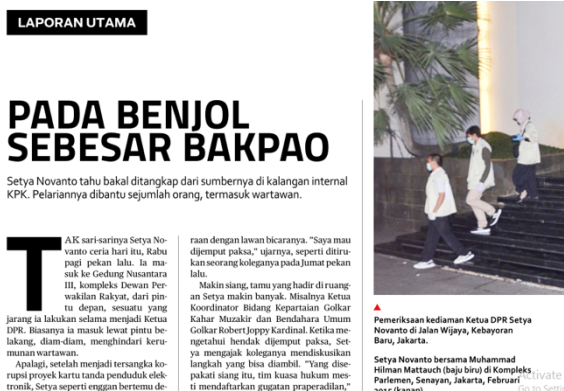 LAPORAN UTAMA
PADA BENJOL
SEBESAR BAKPAO
Setya Novanto tahu bakal ditangkap dari sumbernya di kalangan internal
KPK. Pelariannya dibantu sejumlah orang, termasuk wartawan.
TAK sari-sarinya Setya No-
vanto ceria hari itu, Rabu
pagi pekan lalu. Ia ma-
suk ke Gedung Nusantara
III, kompleks Dewan Per-
wakilan Rakyat, dari pin-
tu depan, sesuatu yang
jarang ia lakukan selama menjadi Ketua
DPR. Biasanya ia masuk lewat pintu be-
lakang, diam-diam, menghindari keru-
munan wartawan.
Apalagi, setelah menjadi tersangka ko-
rupsi proyek kartu tanda penduduk elek-
tronik, Setya seperti enggan bertemu de-
raan dengan lawan bicaranya. "Saya mau
dijemput paksa," ujarnya, seperti ditiru-
kan seorang koleganya pada Jumat pekan
lalu.
Makin siang, tamu yang hadir di ruang-
an Setya makin banyak. Misalnya Ketua
Koordinator Bidang Kepartaian Golkar
Kahar Muzakir dan Bendahara Umum
Golkar Robert Joppy Kardinal. Ketika me-
ngetahui hendak dijemput paksa, Set-
ya mengajak koleganya mendiskusikan
langkah yang bisa diambil. "Yang dise-
pakati siang itu, tim kuasa hukum mes-
ti mendaftarkan gugatan praperadilan,"
Pemeriksaan kediaman Ketua DPR Setya
Novanto di Jalan Wijaya, Kebayoran
Baru, Jakarta.
Setya Novanto bersama Muhammad
Hilman Mattauch (baju biru) di Kompleks
Parlemen, Senayan, Jakarta, Februari
2015 (kanan)
Activate
Go to Setti